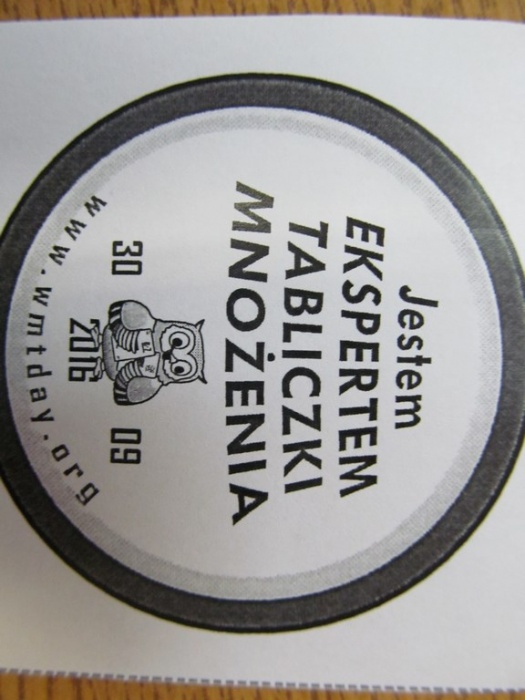 Jestem
EKSPERTEM
TABLICZKI
MNOŻENIA
30 09
2016
www.wmtday.org